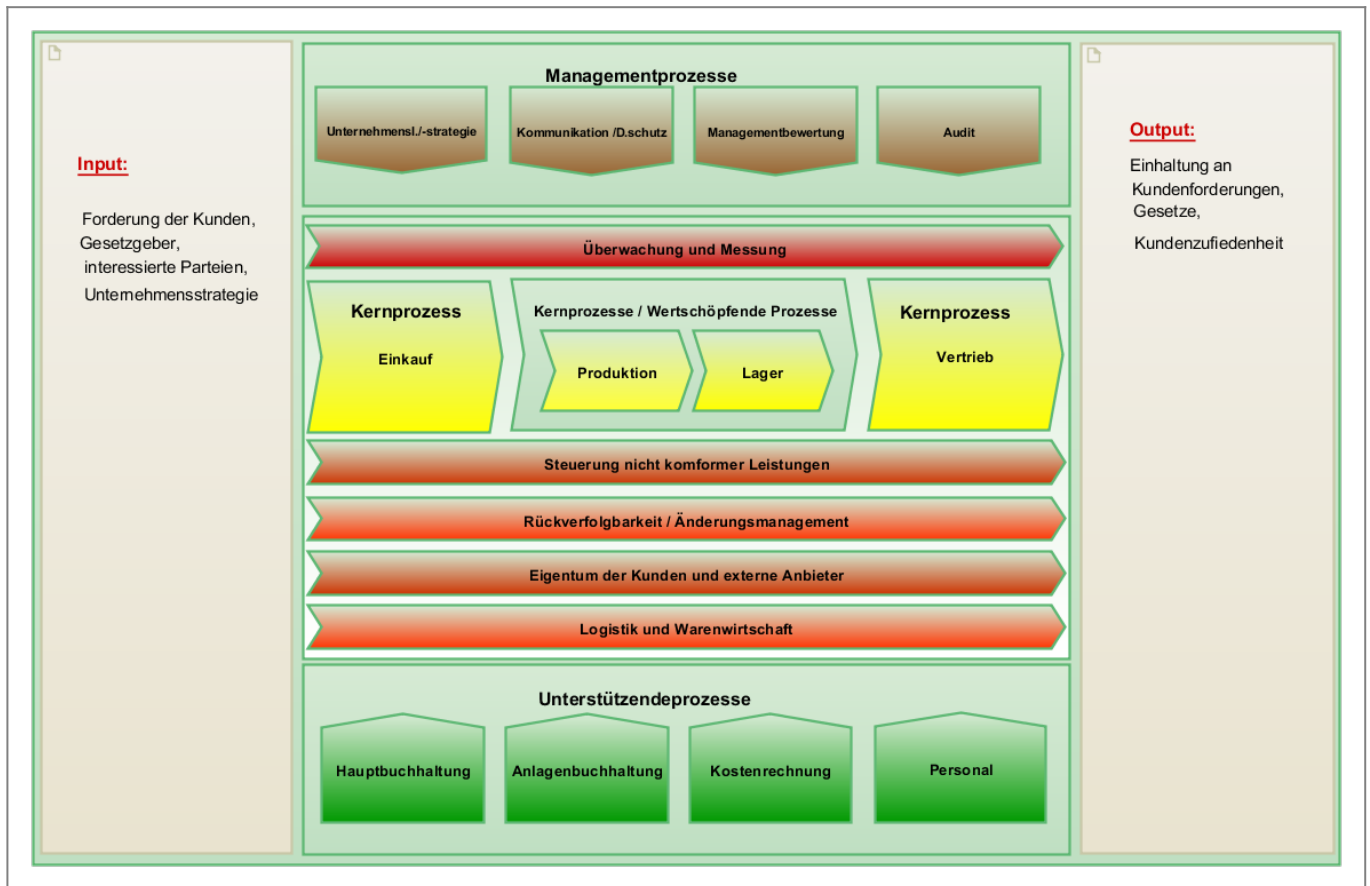 Input:
Forderung der Kunden,
Gesetzgeber,
interessierte Parteien,
Unternehmensstrategie
Managementprozesse
Unternehmensl./-strategie
Kommunikation /D.schutz
Managementbewertung
Audit
Überwachung und Messung
Kernprozess
Einkauf
Kernprozesse / Wertschöpfende Prozesse
Produktion
Lager
Kernprozess
Vertrieb
Steuerung nicht komformer Leistungen
Rückverfolgbarkeit / Änderungsmanagement
Eigentum der Kunden und externe Anbieter
Logistik und Warenwirtschaft
Unterstützendeprozesse
Hauptbuchhaltung
Anlagenbuchhaltung
Kostenrechnung
Personal
Output:
Einhaltung an
Kundenforderungen,
Gesetze,
Kundenzufiedenheit